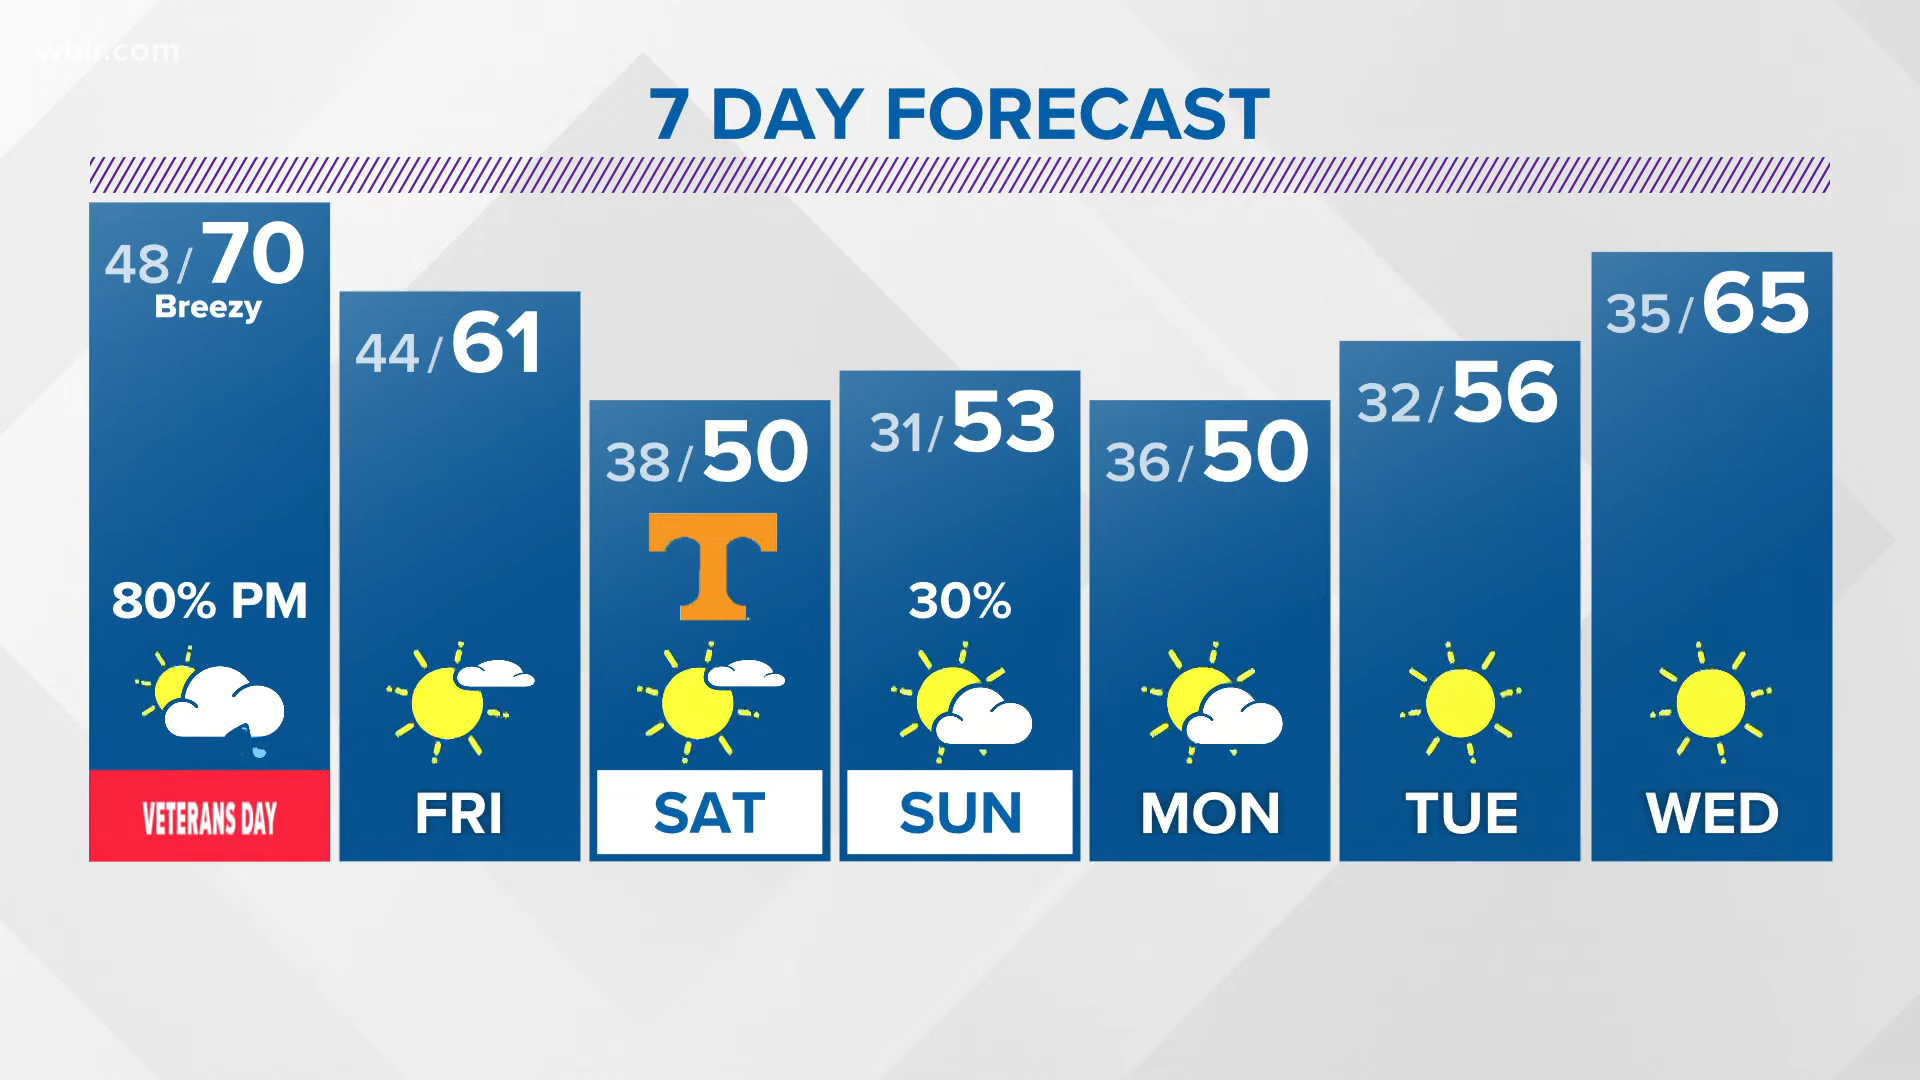 wbir.com
7 DAY FORECAST
48/70
Breezy
80% PM
VETERANS DAY
44/61
FRI
38/50
T
SAT
31/53
30%
SUN
36/50
MON
32/56
TUE
35/65
WED